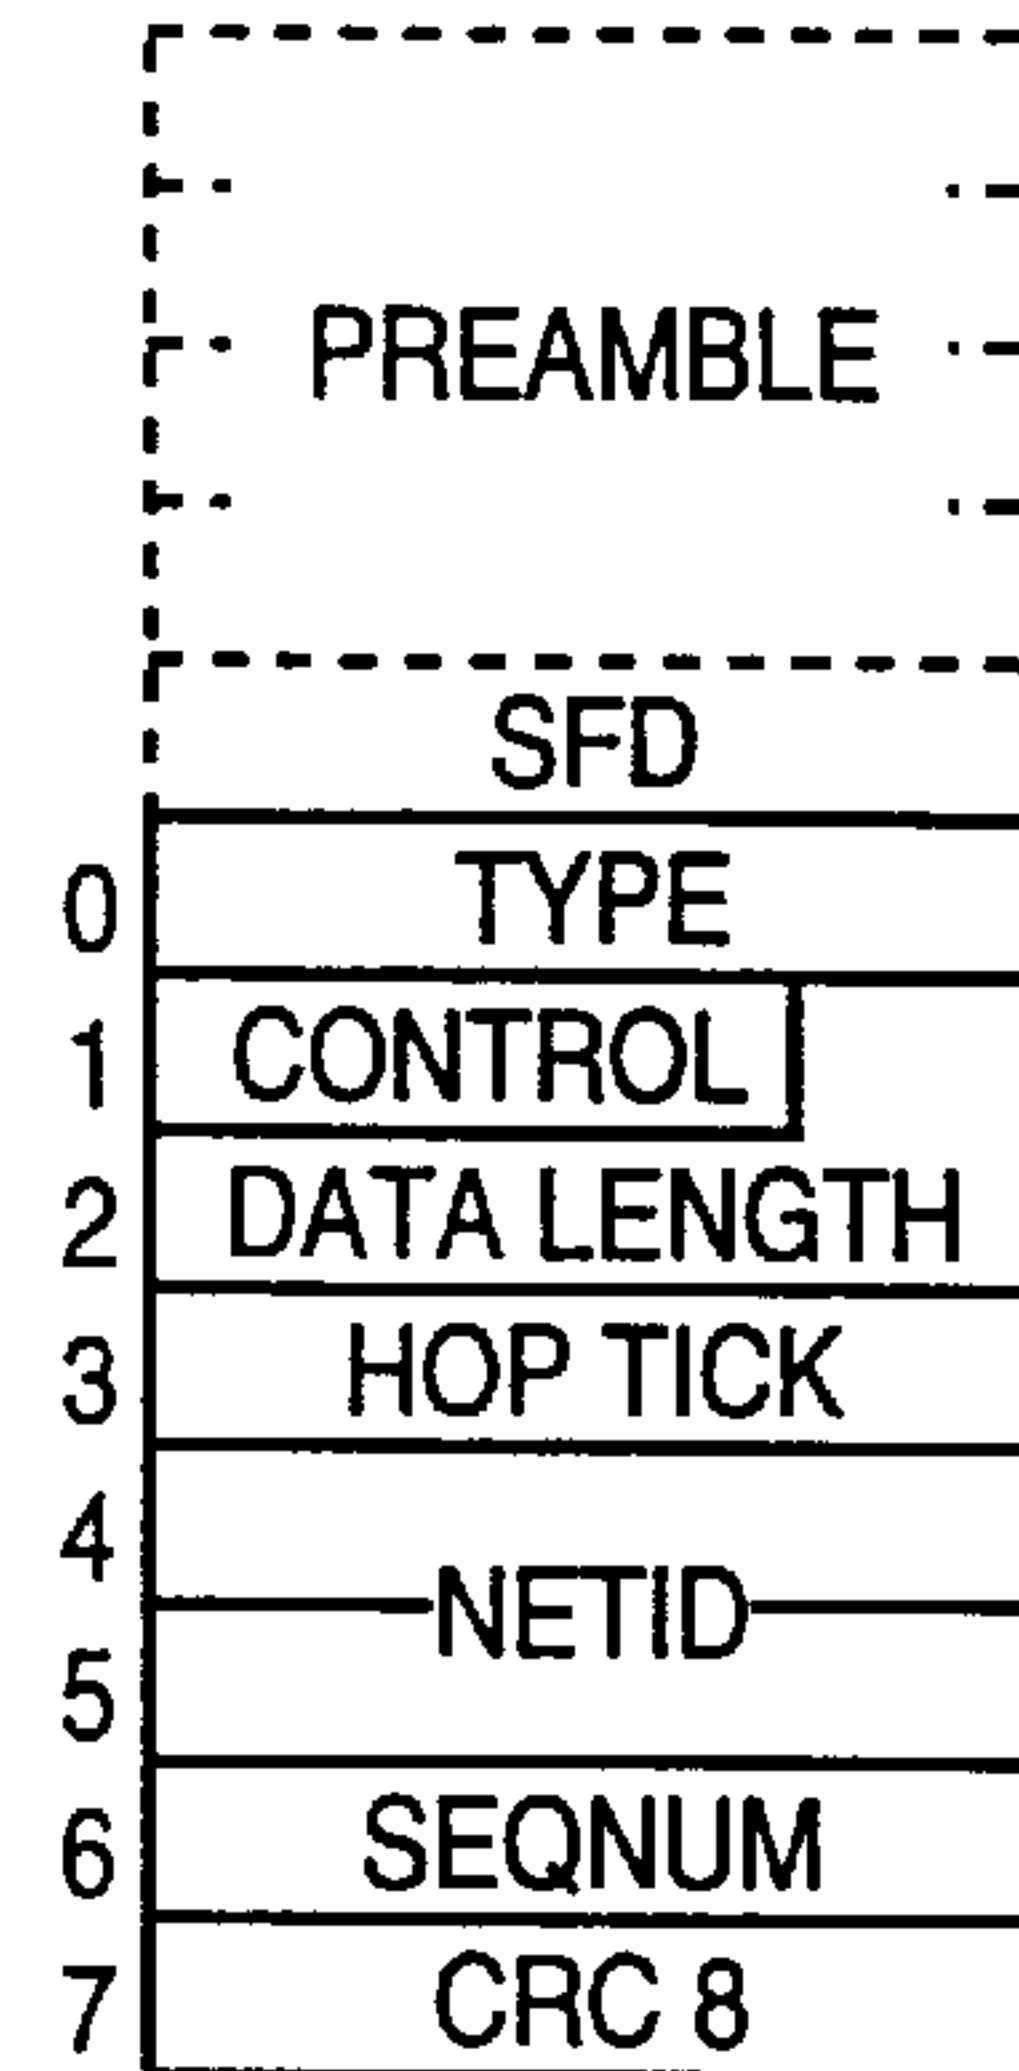 PREAMBLE
SFD
0 TYPE
1 CONTROL
2 DATA LENGTH
3 HOP TICK
4
NETID
5
6 SEQNUM
7 CRC 8